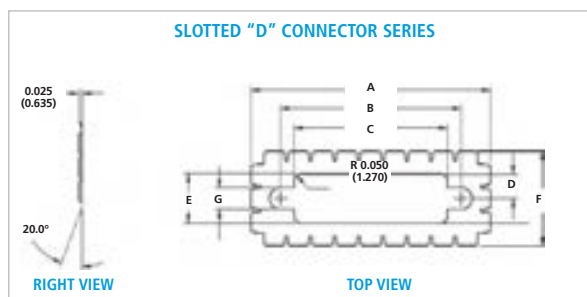 SLOTTED “D” CONNECTOR SERIES
A
B
C
0.025
(0.635)
R 0.050
(1.270)
E
G
D
F
20.0°
RIGHT VIEW
TOP VIEW